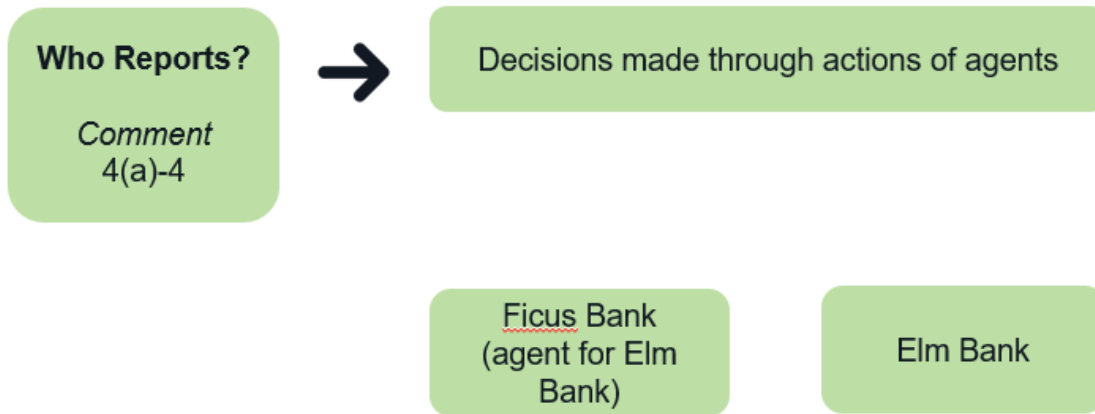 Who Reports?
Comment
4(a)-4
Decisions made through actions of agents
Ficus Bank
(agent for Elm
Bank)
Elm Bank